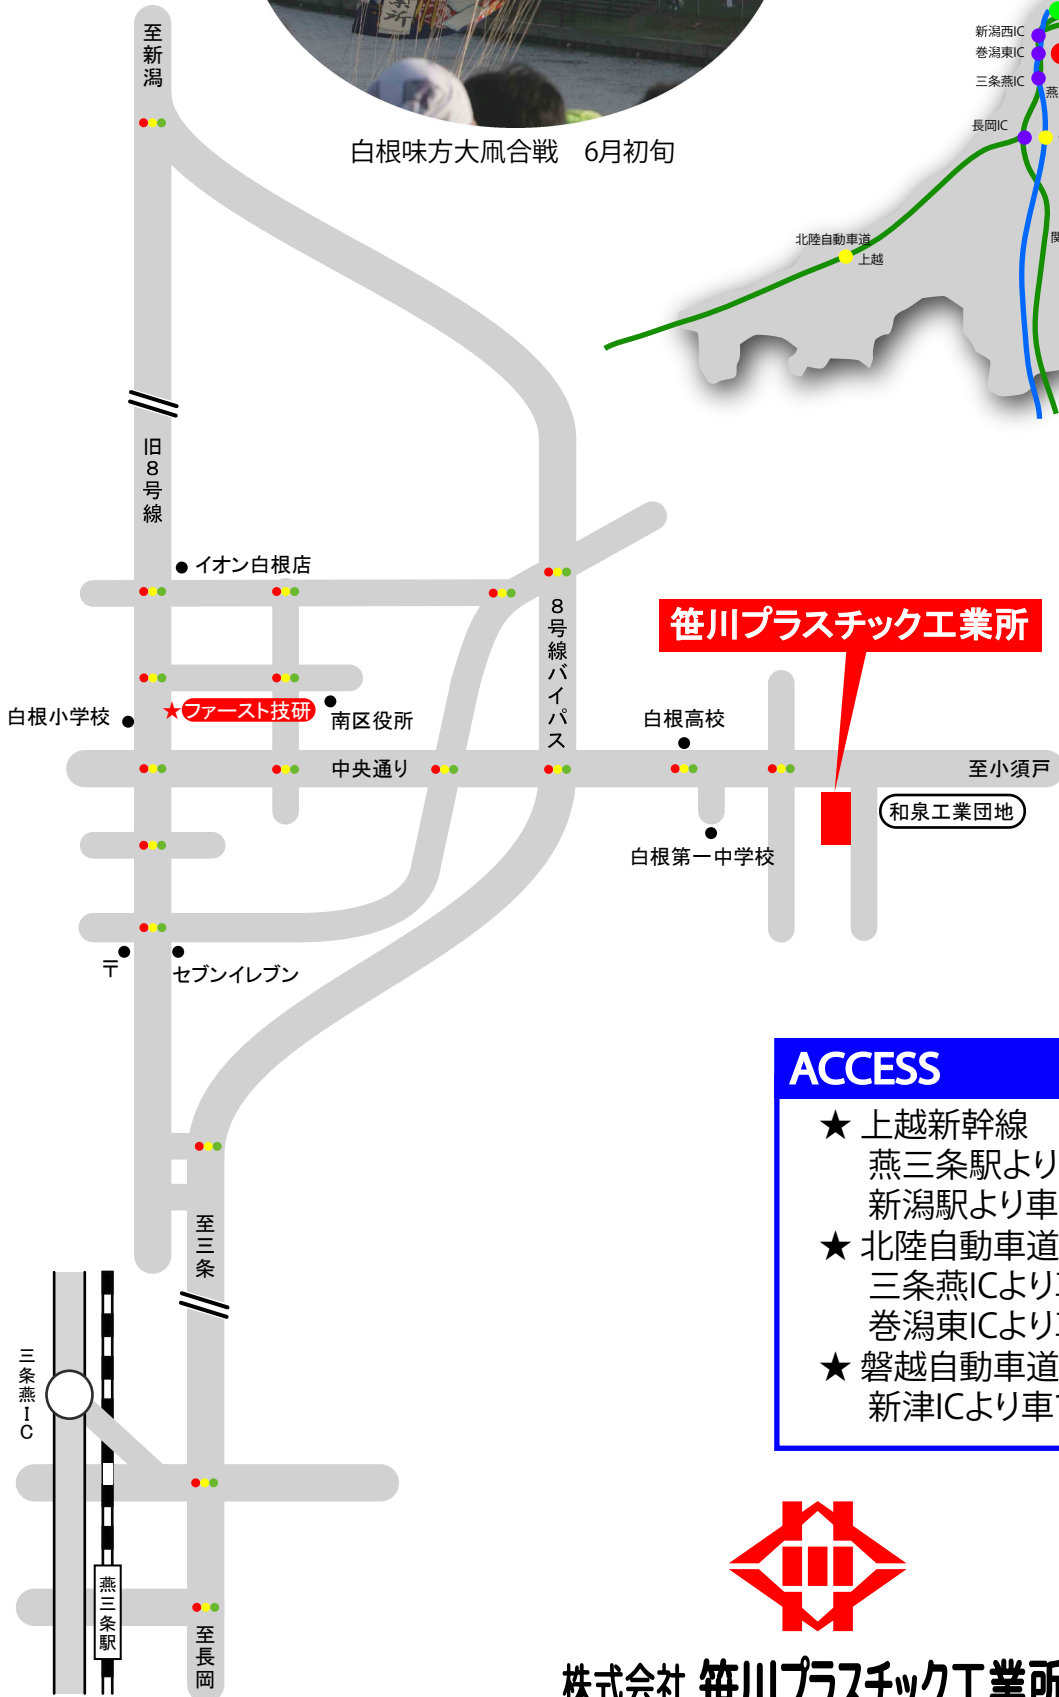 至新潟
白根味方大凧合戦　6月初旬
新潟西IC
巻潟東IC
三条燕IC
燕
長岡IC
北陸自動車道
上越
旧8号線
イオン白根店
8号線バイパス
笹川プラスチック工業所
白根小学校
★ファースト技研
南区役所
白根高校
中央通り
至小須戸
和泉工業団地
白根第一中学校
〒
セブンイレブン
ACCESS
★ 上越新幹線
燕三条駅より
新潟駅より車
★ 北陸自動車道
三条燕ICより
巻潟東ICより
★ 磐越自動車道
新津ICより車
至三条
三条燕IC
燕三条駅
至長岡
株式会社 笹川プラスチック工業所